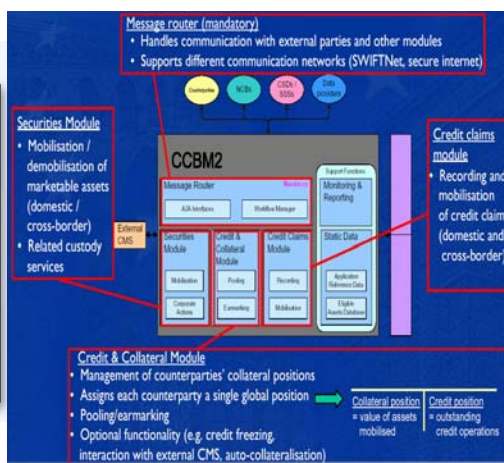 Message router (mandatory)
• Handles communication with external parties and other modules
• Supports different communication networks (SWIFTNet, secure internet)
Counterparties
NCBs
CSDs /
SSSs
Data
providers
Securities Module
• Mobilisation /
demobilisation of
marketable assets
(domestic /
cross-border)
• Related custody
services
Credit claims
module
• Recording and
mobilisation
of credit claim
(domestic and
cross-border)
CCBM2
Message Router
Mandatory
A2A Interfaces
Workflow Manager
Support Functions
Monitoring &
Reporting
External
CMS
Securities
Module
Mobilisation
Corporate
Actions
Credit &
Collateral
Module
Pooling
Earmarking
Credit Claims
Module
Recording
Mobilisation
Static Data
Application
Reference Data
Eligible
Assets Database
Credit & Collateral Module
• Management of counterparties' collateral positions
• Assigns each counterparty a single global position
• Pooling/earmarking
• Optional functionality (e.g. credit freezing,
interaction with external CMS, auto-collateralisation)
Collateral position
= value of assets
mobilised
Credit position
= outstanding
credit operations